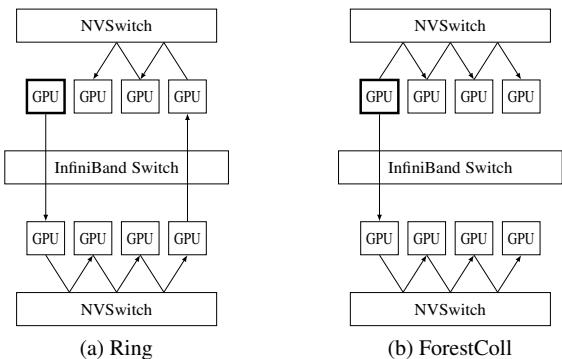 NVSwitch
GPU GPU GPU GPU
InfiniBand Switch
GPU GPU GPU GPU
NVSwitch
(a) Ring
NVSwitch
GPU GPU GPU GPU
InfiniBand Switch
GPU GPU GPU GPU
NVSwitch
(b) ForestColl